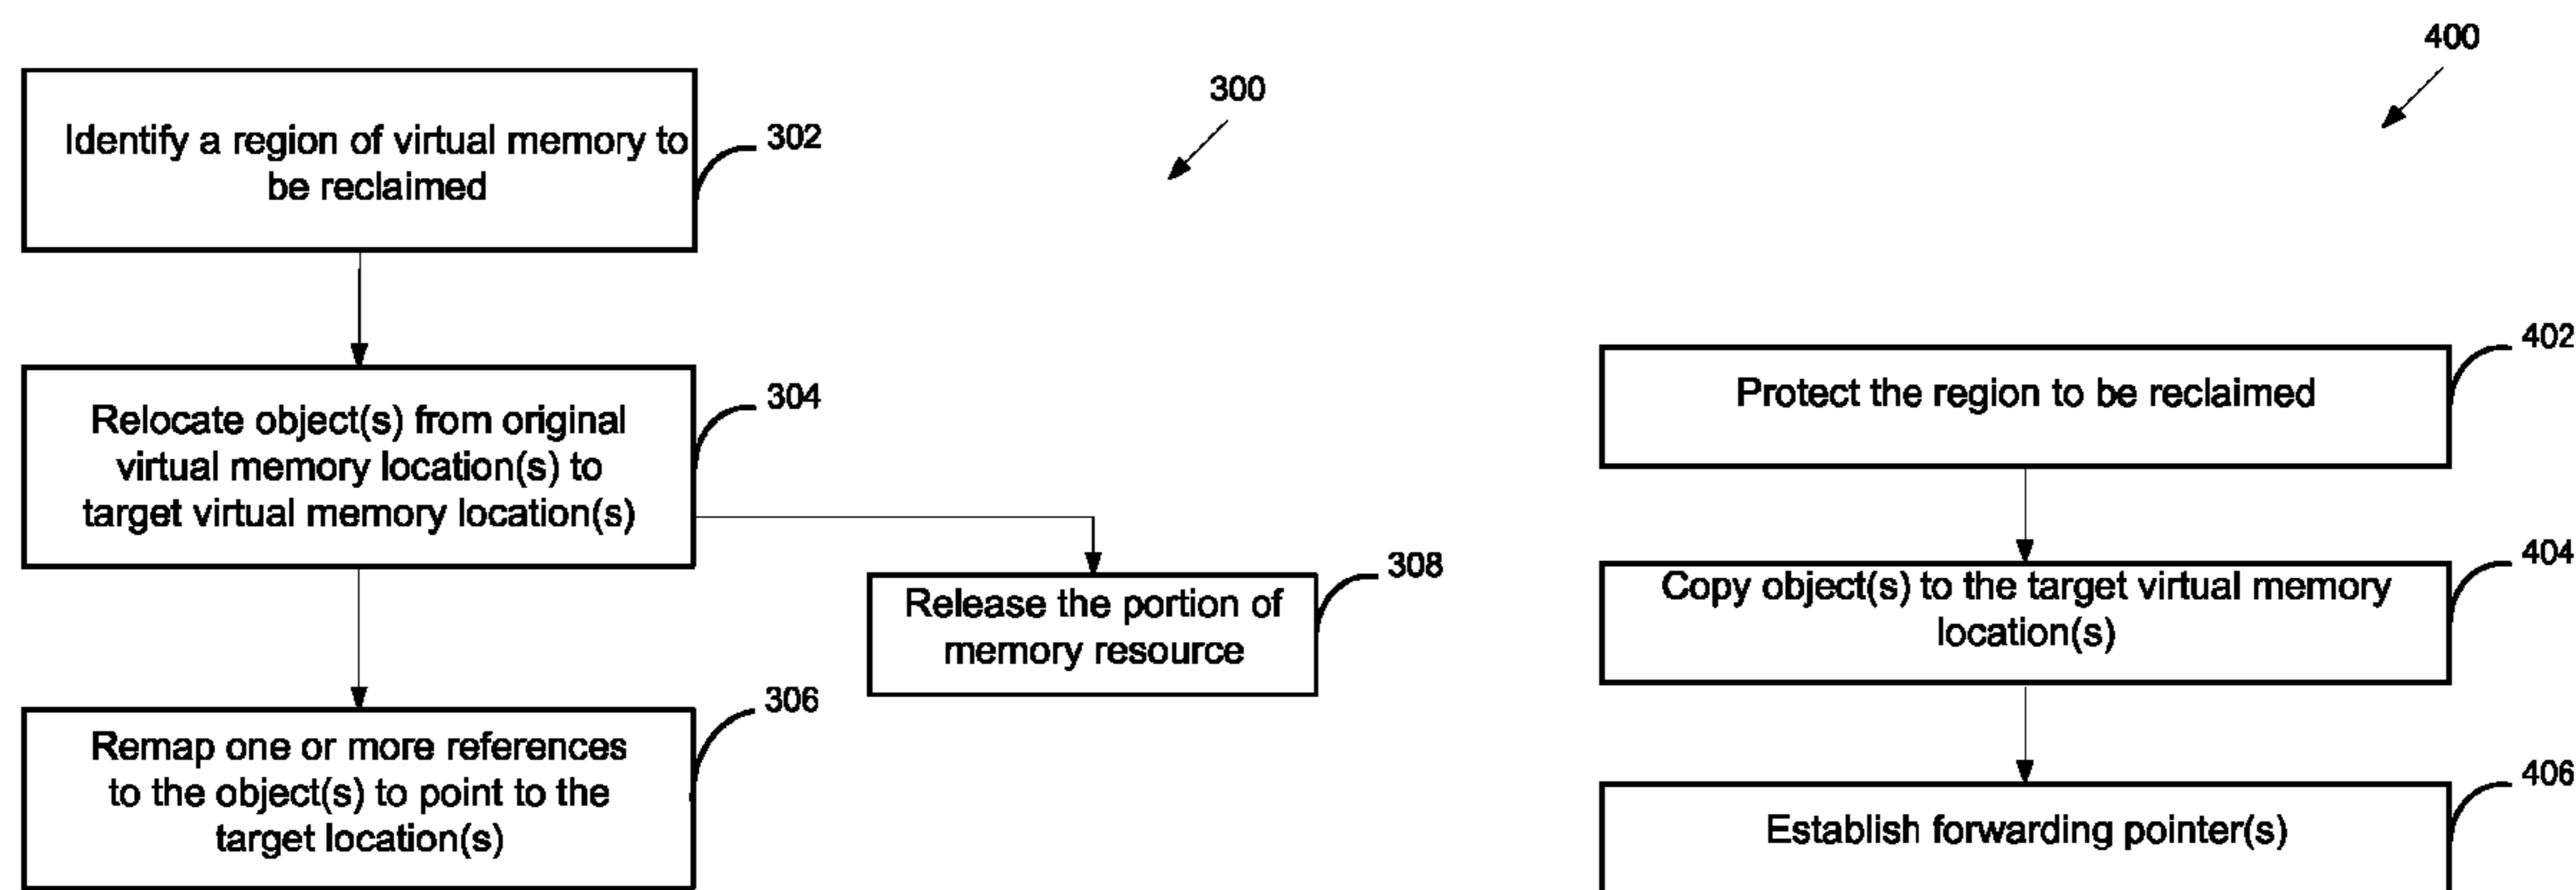 300
Identify a region of virtual memory to
be reclaimed
302
Relocate object(s) from original
virtual memory location(s) to
target virtual memory location(s)
304
Release the portion of
memory resource
308
Remap one or more references
to the object(s) to point to the
target location(s)
306
400
Protect the region to be reclaimed
402
Copy object(s) to the target virtual memory
location(s)
404
Establish forwarding pointer(s)
406